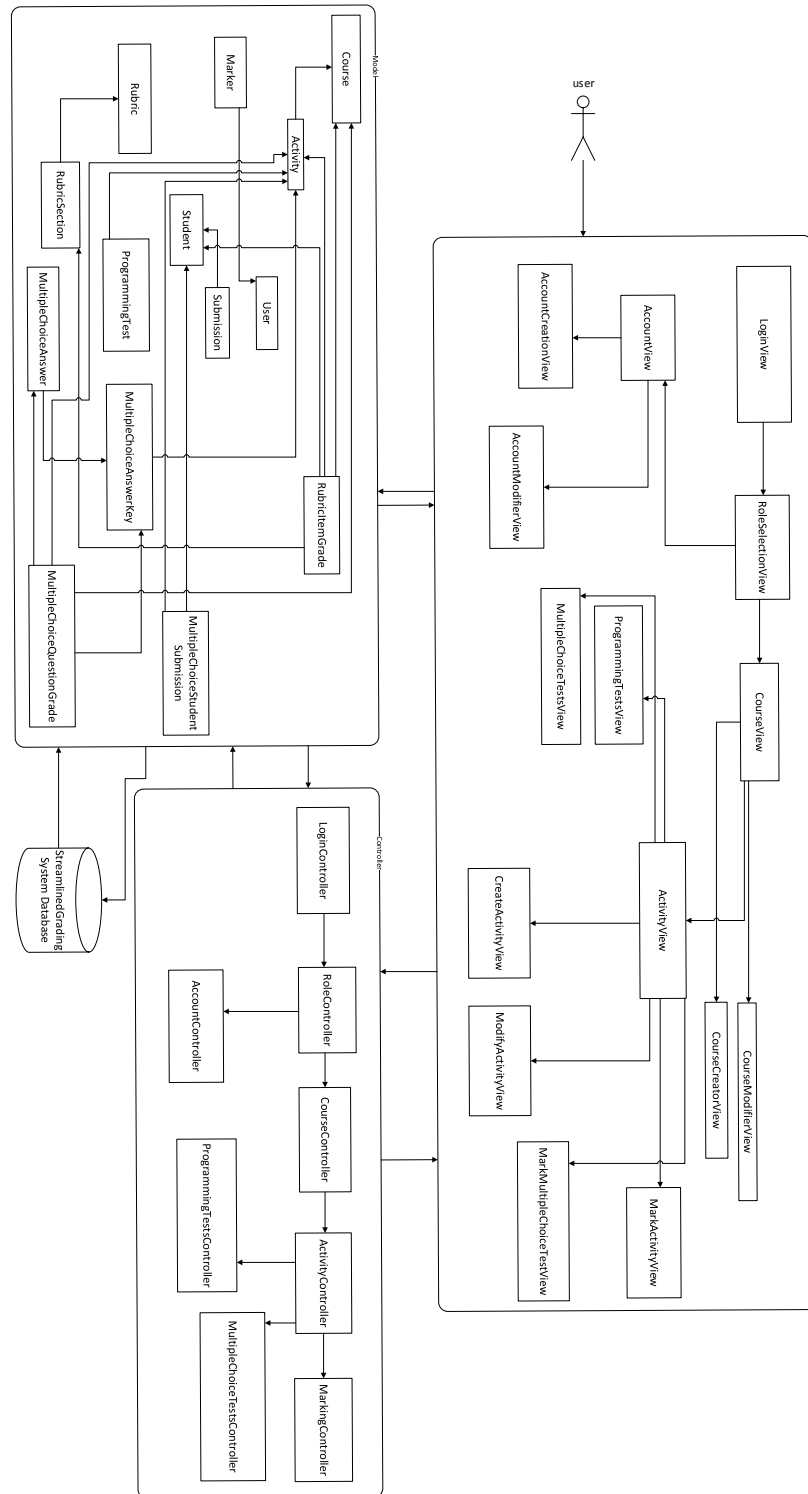 user
LoginView
RoleSelectionView
CourseView
CourseModifierView
CourseCreatorView
AccountView
AccountCreationView
AccountModifierView
ProgrammingTestsView
MultipleChoiceTestsView
ActivityView
CreateActivityView
ModifyActivityView
MarkActivityView
MarkMultipleChoiceTestView
Model
Course
Marker
Rubric
Activity
RubricSection
Student
Submission
User
ProgrammingTest
MultipleChoiceAnswer
MultipleChoiceAnswerKey
RubricItemGrade
MultipleChoiceStudent
Submission
MultipleChoiceQuestionGrade
Controller
LoginController
RoleController
AccountController
CourseController
ActivityController
ProgrammingTestsController
MultipleChoiceTestsController
MarkingController
StreamlinedGrading
System Database